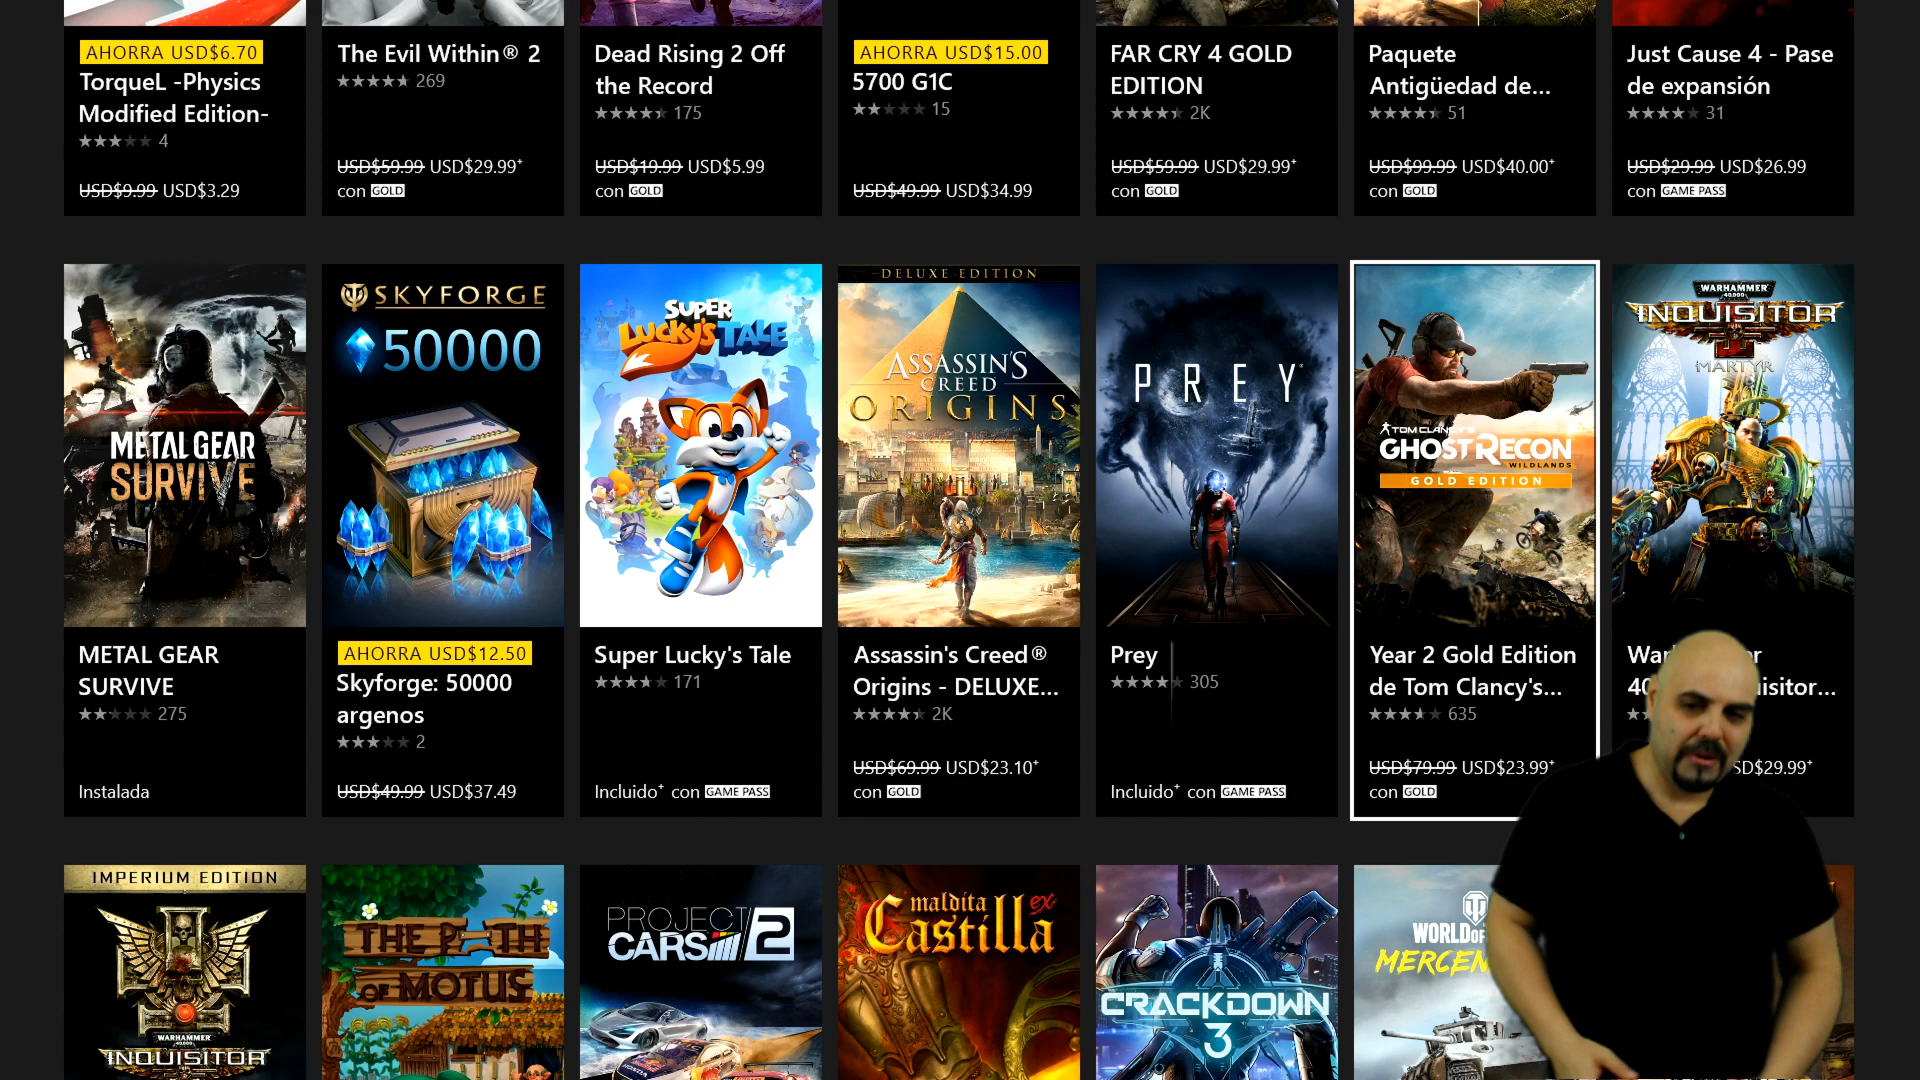 AHORRA USD$6.70
TorqueL -Physics
Modified Edition-
4
USD$9.99 USD$3.29
The Evil Within® 2
269
USD$59.99 USD$29.99+
con GOLD
Dead Rising 2 Off
the Record
175
USD$19.99 USD$5.99
con GOLD
AHORRA USD$15.00
5700 G1C
15
USD$49.99 USD$34.99
FAR CRY 4 GOLD
EDITION
2K
USD$59.99 USD$29.99+
con GOLD
Paquete
Antigüedad de...
51
USD$99.99 USD$40.00+
con GOLD
Just Cause 4 - Pase
de expansión
31
USD$29.99 USD$26.99
con GAME PASS
METAL GEAR
SURVIVE
METAL GEAR
SURVIVE
275
Instalada
SKYFORGE
50000
AHORRA USD$12.50
Skyforge: 50000
argenos
2
USD$49.99 USD$37.49
SUPER
LUCKY'S TALE
Super Lucky's Tale
171
Incluido+ con GAME PASS
DELUXE EDITION
ASSASSIN'S
CREED
ORIGINS
Assassin's Creed®
Origins - DELUXE...
2K
USD$69.99 USD$23.10+
con GOLD
PREY
Prey
305
Incluido+ con GAME PASS
TOM CLANCY'S
GHOST RECON
WILDLANDS
GOLD EDITION
Year 2 Gold Edition
de Tom Clancy's...
635
USD$79.99 USD$23.99+
con GOLD
WARHAMMER
40,000
INQUISITOR
MARTYR
USD$29.99+
IMPERIUM EDITION
WARHAMMER
40,000
INQUISITOR
THE PATH
OF MOTUS
PROJECT
CARS 2
maldita ex
Castilla
CRACKDOWN
3
WORLD OF